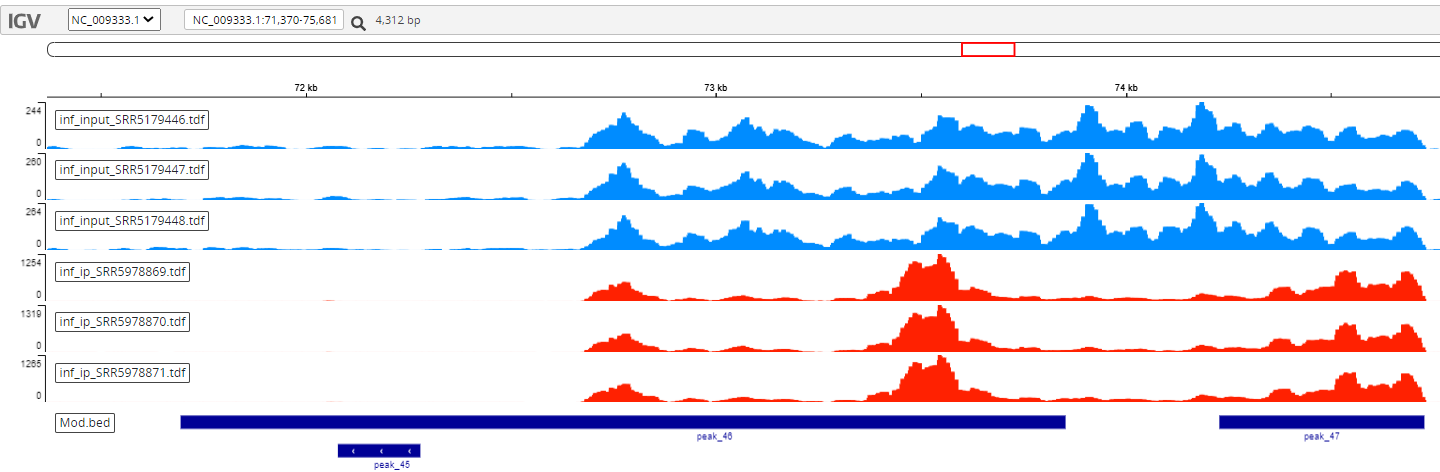 IGV NC_009333.1 NC_009333.1:71,370-75,681 4,312 bp
72 kb 73 kb 74 kb
244
inf_input_SRR5179446.tdf
0
260
inf_input_SRR5179447.tdf
0
264
inf_input_SRR5179448.tdf
0
1254
inf_ip_SRR5978869.tdf
0
1319
inf_ip_SRR5978870.tdf
0
1265
inf_ip_SRR5978871.tdf
0
Mod.bed
peak_46 peak_47
peak_45